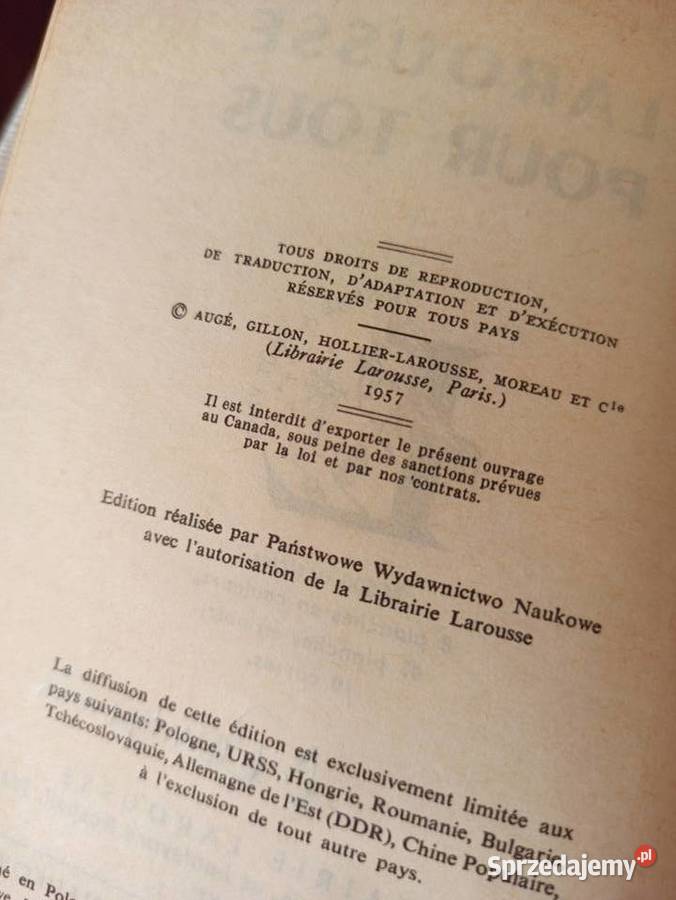 LAROUSSE
POUR TOUS
TOUS DROITS DE REPRODUCTION,
DE TRADUCTION, D'ADAPTATION ET D'EXÉCUTION
RÉSERVÉS POUR TOUS PAYS
© AUGÉ, GILLON, HOLLIER-LAROUSSE, MOREAU ET Cie
(Librairie Larousse, Paris.)
1957
Il est interdit d'exporter le présent ouvrage
au Canada, sous peine des sanctions prévues
par la loi et par nos contrats.
Edition réalisée par Państwowe Wydawnictwo Naukowe
avec l'autorisation de la Librairie Larousse
La diffusion de cette édition est exclusivement limitée aux
pays suivants: Pologne, URSS, Hongrie, Roumanie, Bulgarie,
Tchécoslovaquie, Allemagne de l'Est (DDR), Chine Populaire,
à l'exclusion de tout autre pays.
en
Sprzedajemy.pl